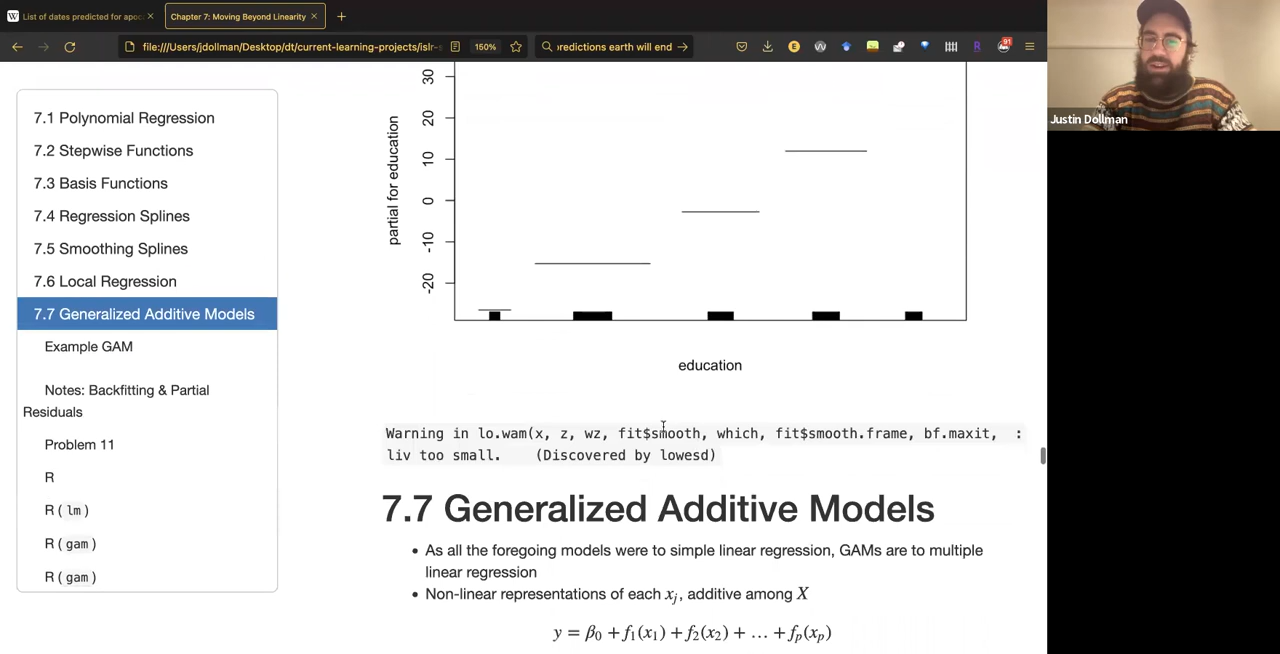 List of dates predicted for apoc
Chapter 7: Moving Beyond Linearity
file:///Users/jdollman/Desktop/dt/current-learning-projects/islr-s
150%
predictions earth will end
E
R
91
Justin Dollman
7.1 Polynomial Regression
7.2 Stepwise Functions
7.3 Basis Functions
7.4 Regression Splines
7.5 Smoothing Splines
7.6 Local Regression
7.7 Generalized Additive Models
Example GAM
Notes: Backfitting & Partial
Residuals
Problem 11
R
R ( lm )
R ( gam )
R ( gam )
partial for education
30
20
10
0
-10
-20
education
Warning in lo.wam(x, z, wz, fit$smooth, which, fit$smooth.frame, bf.maxit, :
liv too small. (Discovered by lowesd)
7.7 Generalized Additive Models
• As all the foregoing models were to simple linear regression, GAMs are to multiple
linear regression
• Non-linear representations of each xⱼ, additive among X
y = β₀ + f₁(x₁) + f₂(x₂) + … + fₚ(xₚ)